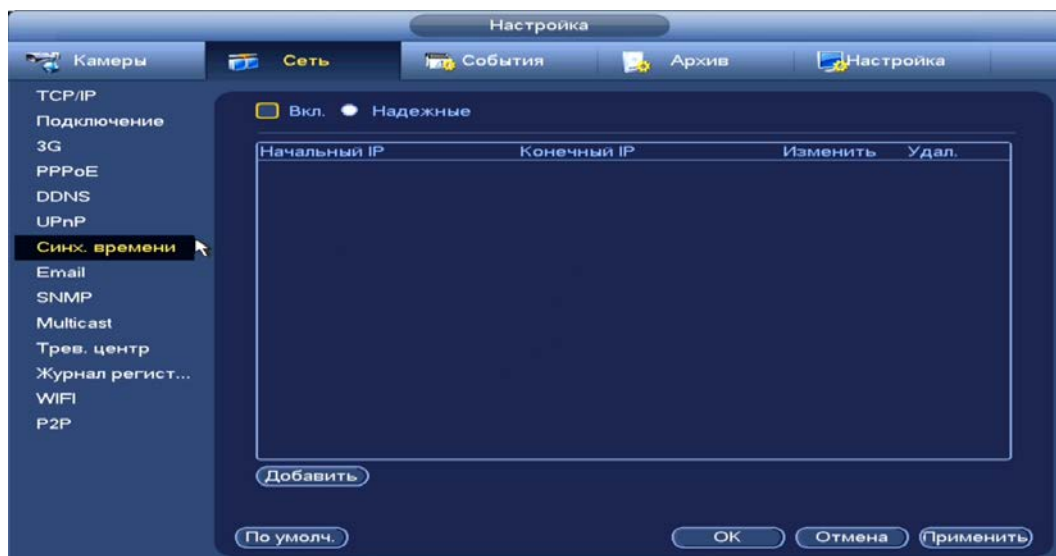 Настройка
Камеры Сеть События Архив Настройка
TCP/IP
Подключение
3G
PPPoE
DDNS
UPnP
Синх. времени
Email
SNMP
Multicast
Трев. центр
Журнал регист...
WIFI
P2P
Вкл. Надежные
Начальный IP Конечный IP Изменить Удал.
Добавить
По умолч. OK Отмена Применить